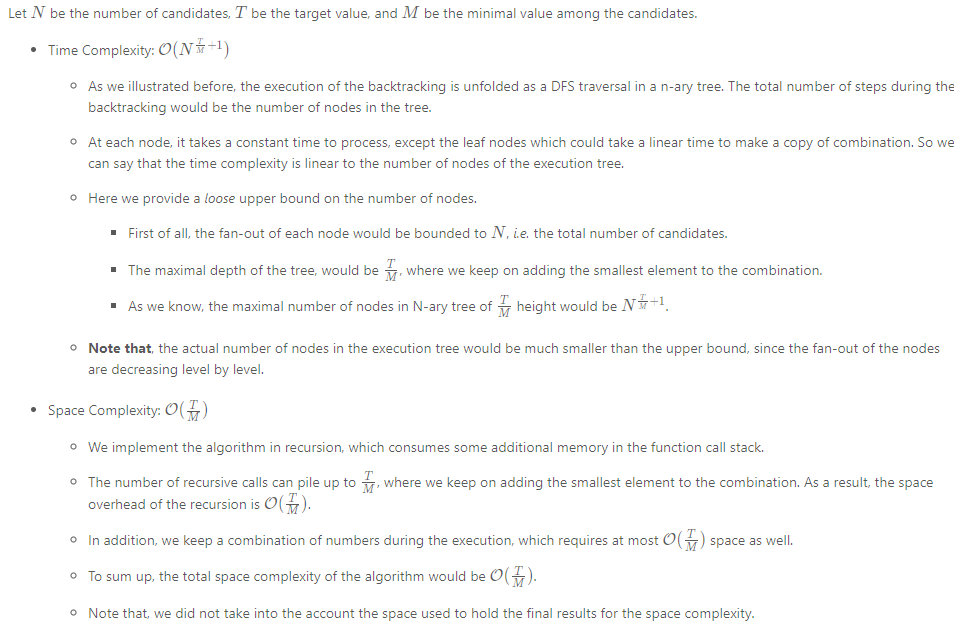 Let N be the number of candidates, T be the target value, and M be the minimal value among the candidates.
• Time Complexity: O(N^{T/M+1})
◦ As we illustrated before, the execution of the backtracking is unfolded as a DFS traversal in a n-ary tree. The total number of steps during the
backtracking would be the number of nodes in the tree.
◦ At each node, it takes a constant time to process, except the leaf nodes which could take a linear time to make a copy of combination. So we
can say that the time complexity is linear to the number of nodes of the execution tree.
◦ Here we provide a loose upper bound on the number of nodes.
▪ First of all, the fan-out of each node would be bounded to N, i.e. the total number of candidates.
▪ The maximal depth of the tree, would be T/M, where we keep on adding the smallest element to the combination.
▪ As we know, the maximal number of nodes in N-ary tree of T/M height would be N^{T/M+1}.
◦ Note that, the actual number of nodes in the execution tree would be much smaller than the upper bound, since the fan-out of the nodes
are decreasing level by level.
• Space Complexity: O(T/M)
◦ We implement the algorithm in recursion, which consumes some additional memory in the function call stack.
◦ The number of recursive calls can pile up to T/M, where we keep on adding the smallest element to the combination. As a result, the space
overhead of the recursion is O(T/M).
◦ In addition, we keep a combination of numbers during the execution, which requires at most O(T/M) space as well.
◦ To sum up, the total space complexity of the algorithm would be O(T/M).
◦ Note that, we did not take into the account the space used to hold the final results for the space complexity.